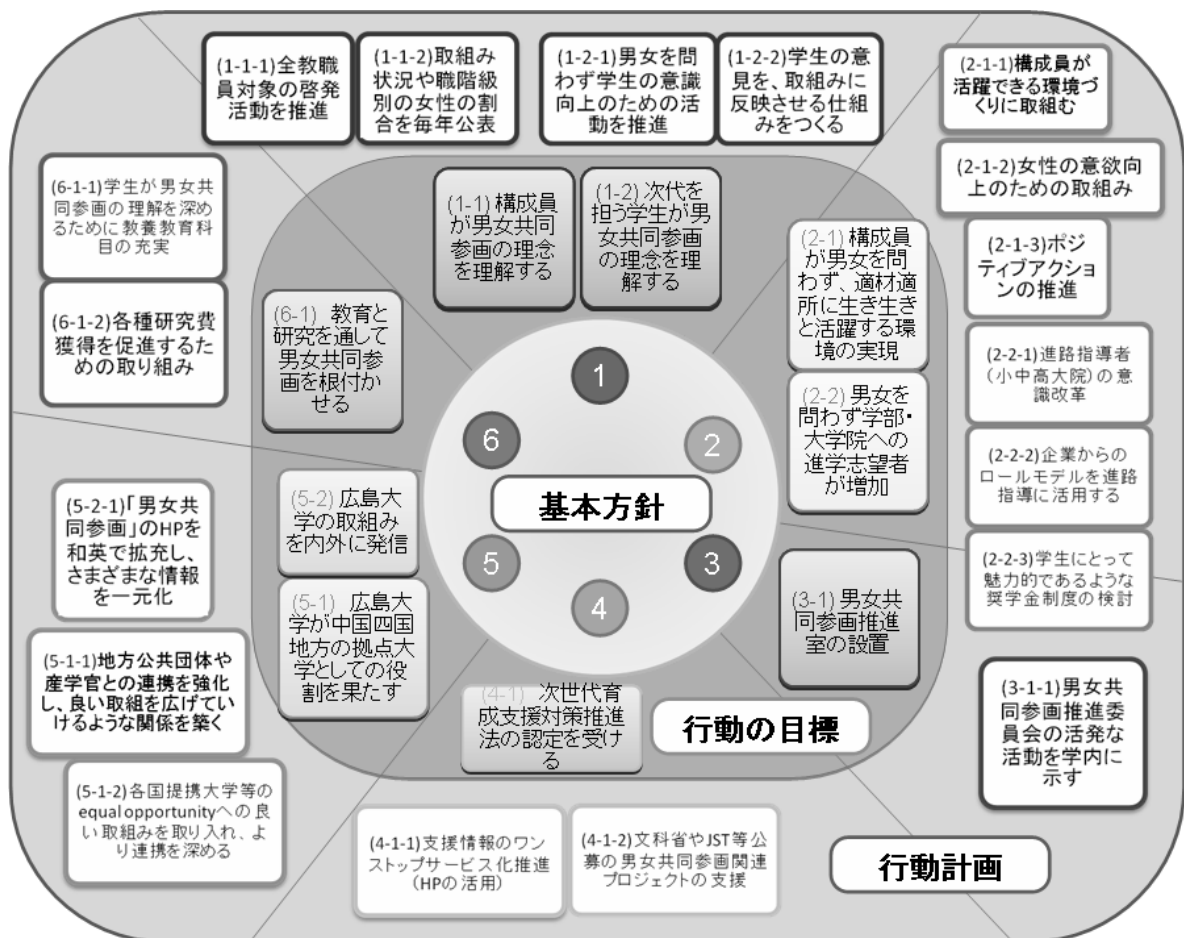 (1-1-1)全教職
員対象の啓発
活動を推進
(1-1-2)取組み
状況や職階級
別の女性の割
合を毎年公表
(1-2-1)男女を問
わず学生の意識
向上のための活
動を推進
(1-2-2)学生の意
見を、取組みに
反映させる仕組
みをつくる
(2-1-1)構成員が
活躍できる環境づ
くりに取組む
(2-1-2)女性の意欲向
上のための取組み
(2-1-3)ポジ
ティブアクショ
ンの推進
(2-2-1)進路指導者
(小中高大院)の意
識改革
(2-2-2)企業からの
ロールモデルを進路
指導に活用する
(2-2-3)学生にとって
魅力的であるような
奨学金制度の検討
(3-1-1)男女共
同参画推進委
員会の活発な
活動を学内に
示す
(6-1-1)学生が男女共
同参画の理解を深め
るために教養教育科
目の充実
(6-1-2)各種研究費
獲得を促進するた
めの取り組み
(5-2-1)「男女共
同参画」のHPを
和英で拡充し、
さまざまな情報
を一元化
(5-1-1)地方公共団体や
産学官との連携を強化
し、良い取組を広げてい
けるような関係を築く
(5-1-2)各国提携大学等の
equal opportunityへの良
い取組みを取り入れ、よ
り連携を深める
(4-1-1)支援情報のワン
ストップサービス化推進
(HPの活用)
(4-1-2)文科省やJST等公
募の男女共同参画関連
プロジェクトの支援
行動計画
(1-1) 構成員
が男女共同
参画の理念
を理解する
(1-2) 次代を
担う学生が男
女共同参画
の理念を理
解する
(2-1) 構成員
が男女を問
わず、適材適
所に生き生き
と活躍する環
境の実現
(2-2) 男女を
問わず学部・
大学院への
進学志望者
が増加
(3-1) 男女共
同参画推進
室の設置
(4-1) 次世代育
成支援対策推進
法の認定を受け
る
(5-1) 広島大
学が中国四国
地方の拠点大
学としての役
割を果たす
(5-2) 広島大
学の取組み
を内外に発信
(6-1) 教育と
研究を通して
男女共同参画
を根付か
せる
行動の目標
1
2
3
4
5
6
基本方針